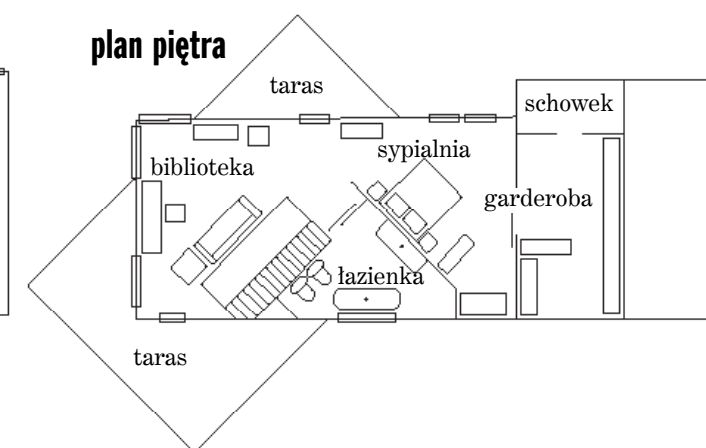 plan piętra
taras
schowek
sypialnia
biblioteka
garderoba
łazienka
taras